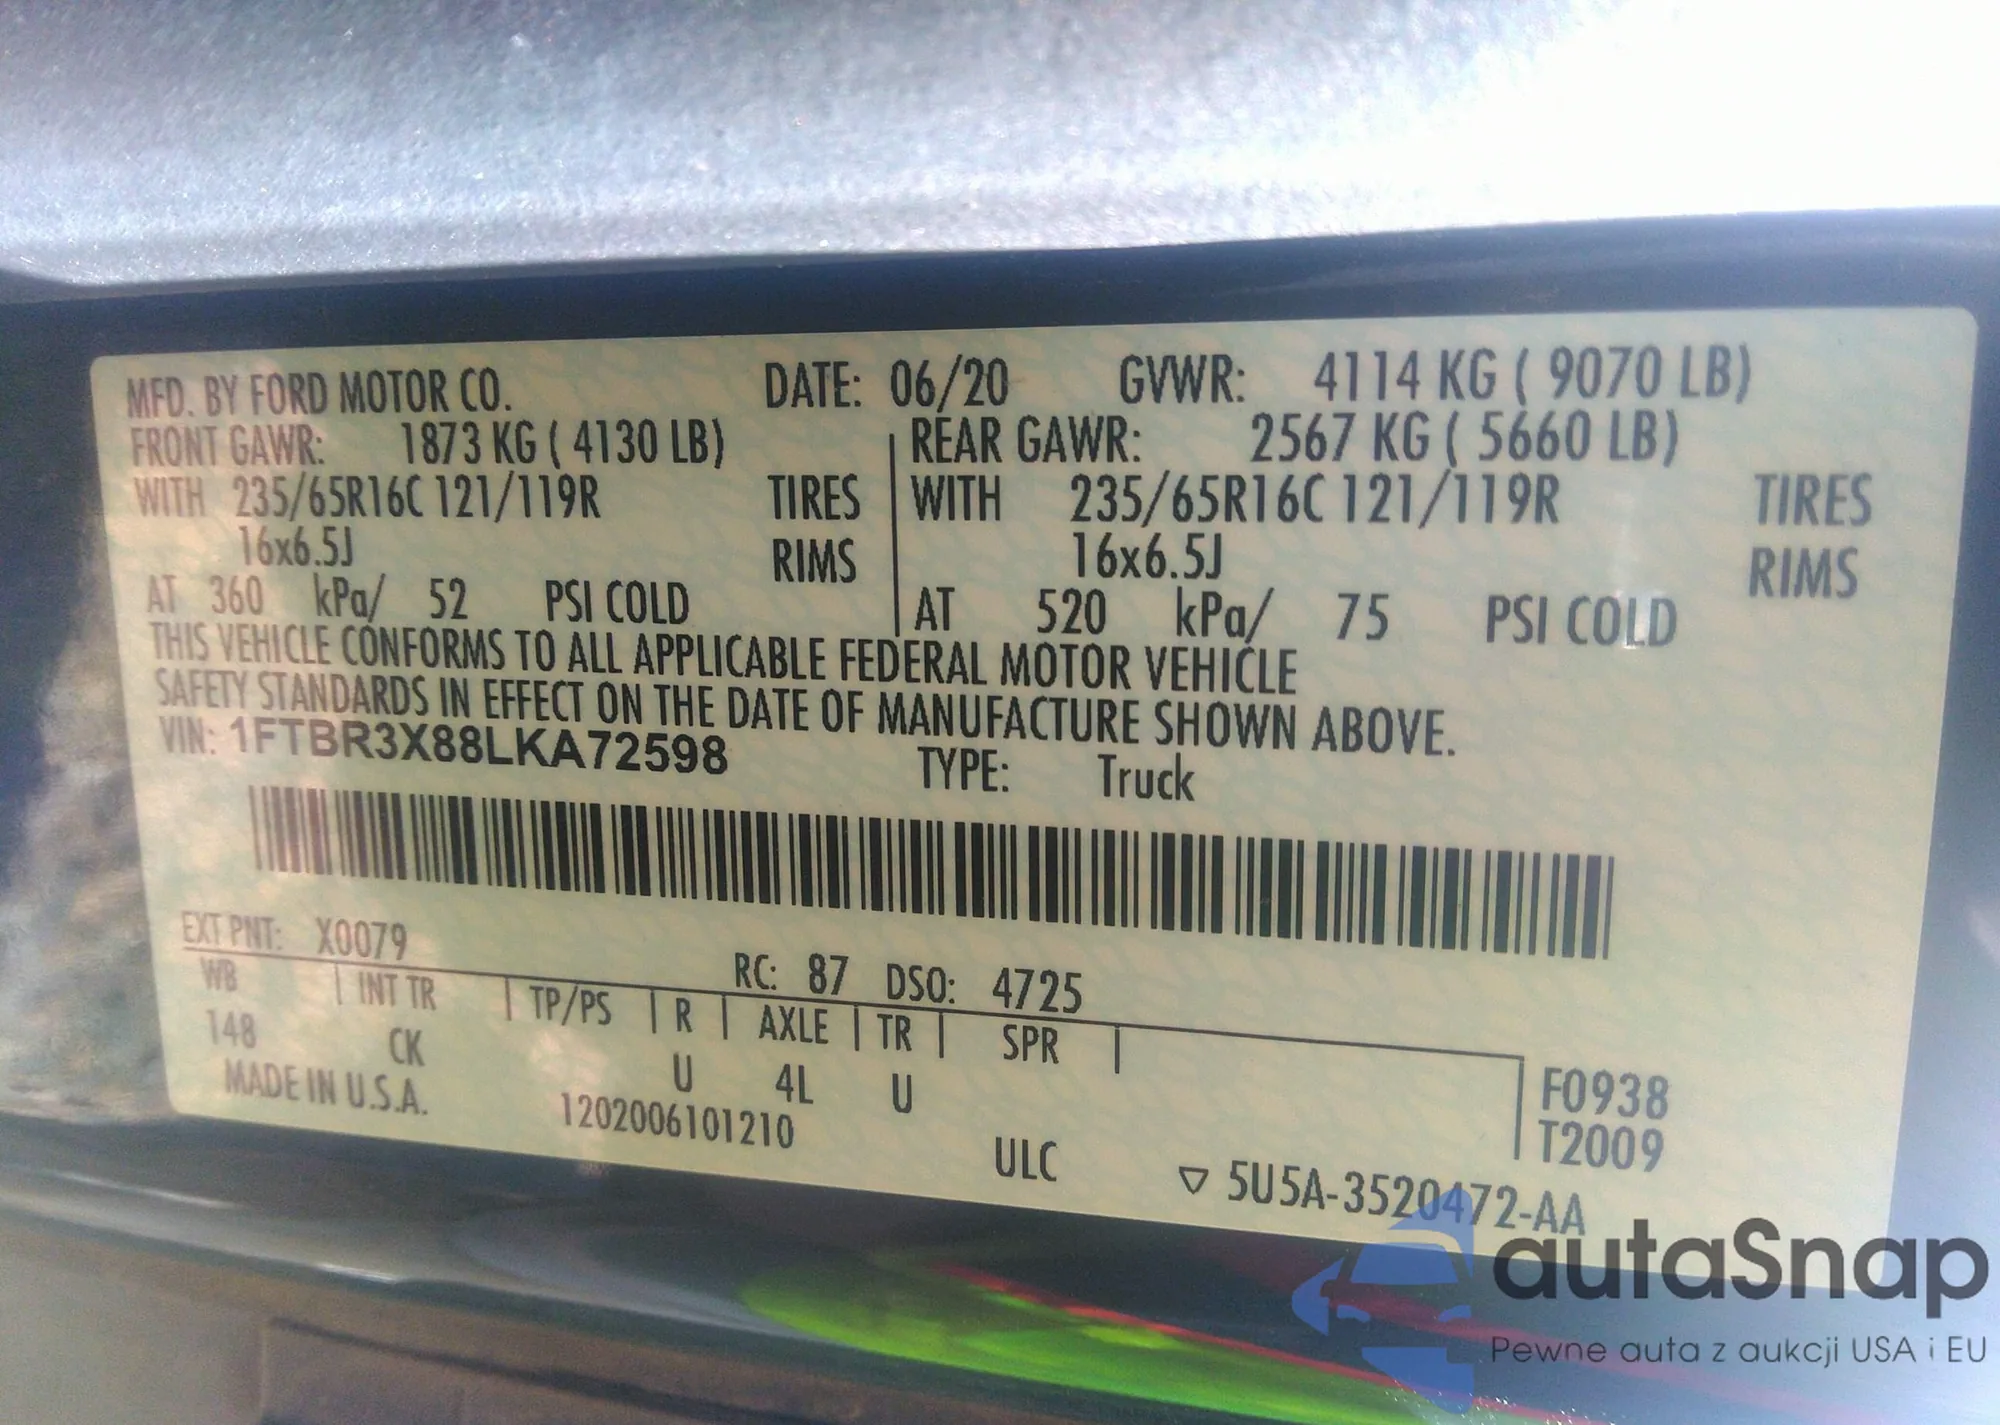 MFD. BY FORD MOTOR CO. DATE: 06/20 GVWR: 4114 KG ( 9070 LB)
FRONT GAWR: 1873 KG ( 4130 LB) REAR GAWR: 2567 KG ( 5660 LB)
WITH 235/65R16C 121/119R TIRES WITH 235/65R16C 121/119R TIRES
16x6.5J RIMS 16x6.5J RIMS
AT 360 kPa/ 52 PSI COLD AT 520 kPa/ 75 PSI COLD
THIS VEHICLE CONFORMS TO ALL APPLICABLE FEDERAL MOTOR VEHICLE
SAFETY STANDARDS IN EFFECT ON THE DATE OF MANUFACTURE SHOWN ABOVE.
VIN: 1FTBR3X88LKA72598 TYPE: Truck
EXT PNT: X0079 RC: 87 DSO: 4725
WB INT TR TP/PS R AXLE TR SPR
148 CK U 4L U F0938
MADE IN U.S.A. 1202006101210 T2009
ULC ▽ 5U5A-3520472-AA
autaSnap
Pewne auta z aukcji USA i EU